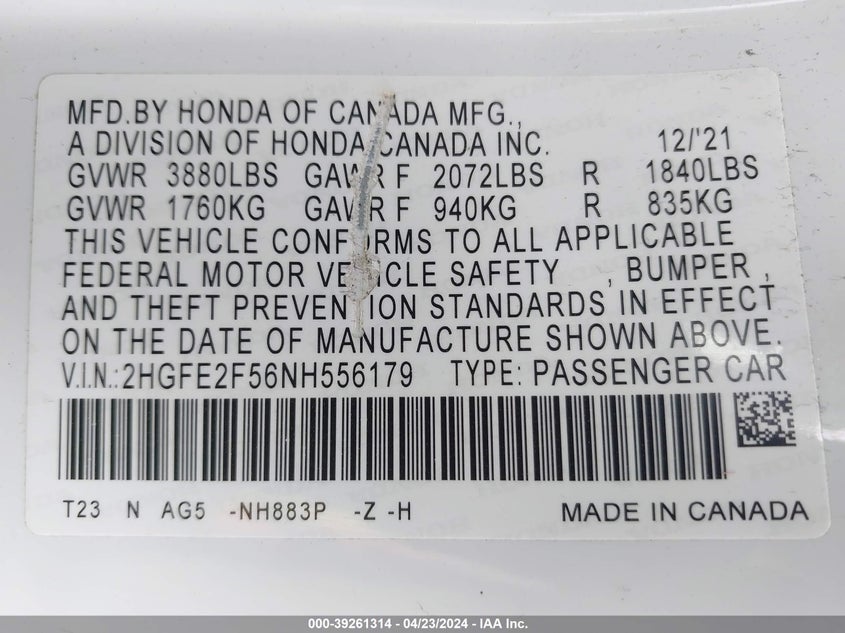 MFD.BY HONDA OF CANADA MFG.,
A DIVISION OF HONDA CANADA INC. 12/'21
GVWR 3880LBS GAWR F 2072LBS R 1840LBS
GVWR 1760KG GAWR F 940KG R 835KG
THIS VEHICLE CONFORMS TO ALL APPLICABLE
FEDERAL MOTOR VEHICLE SAFETY , BUMPER ,
AND THEFT PREVENTION STANDARDS IN EFFECT
ON THE DATE OF MANUFACTURE SHOWN ABOVE.
V.I.N.:2HGFE2F56NH556179 TYPE: PASSENGER CAR
T23 N AG5 -NH883P -Z -H MADE IN CANADA
000-39261314 / 04/23/2024 - IAA Inc.